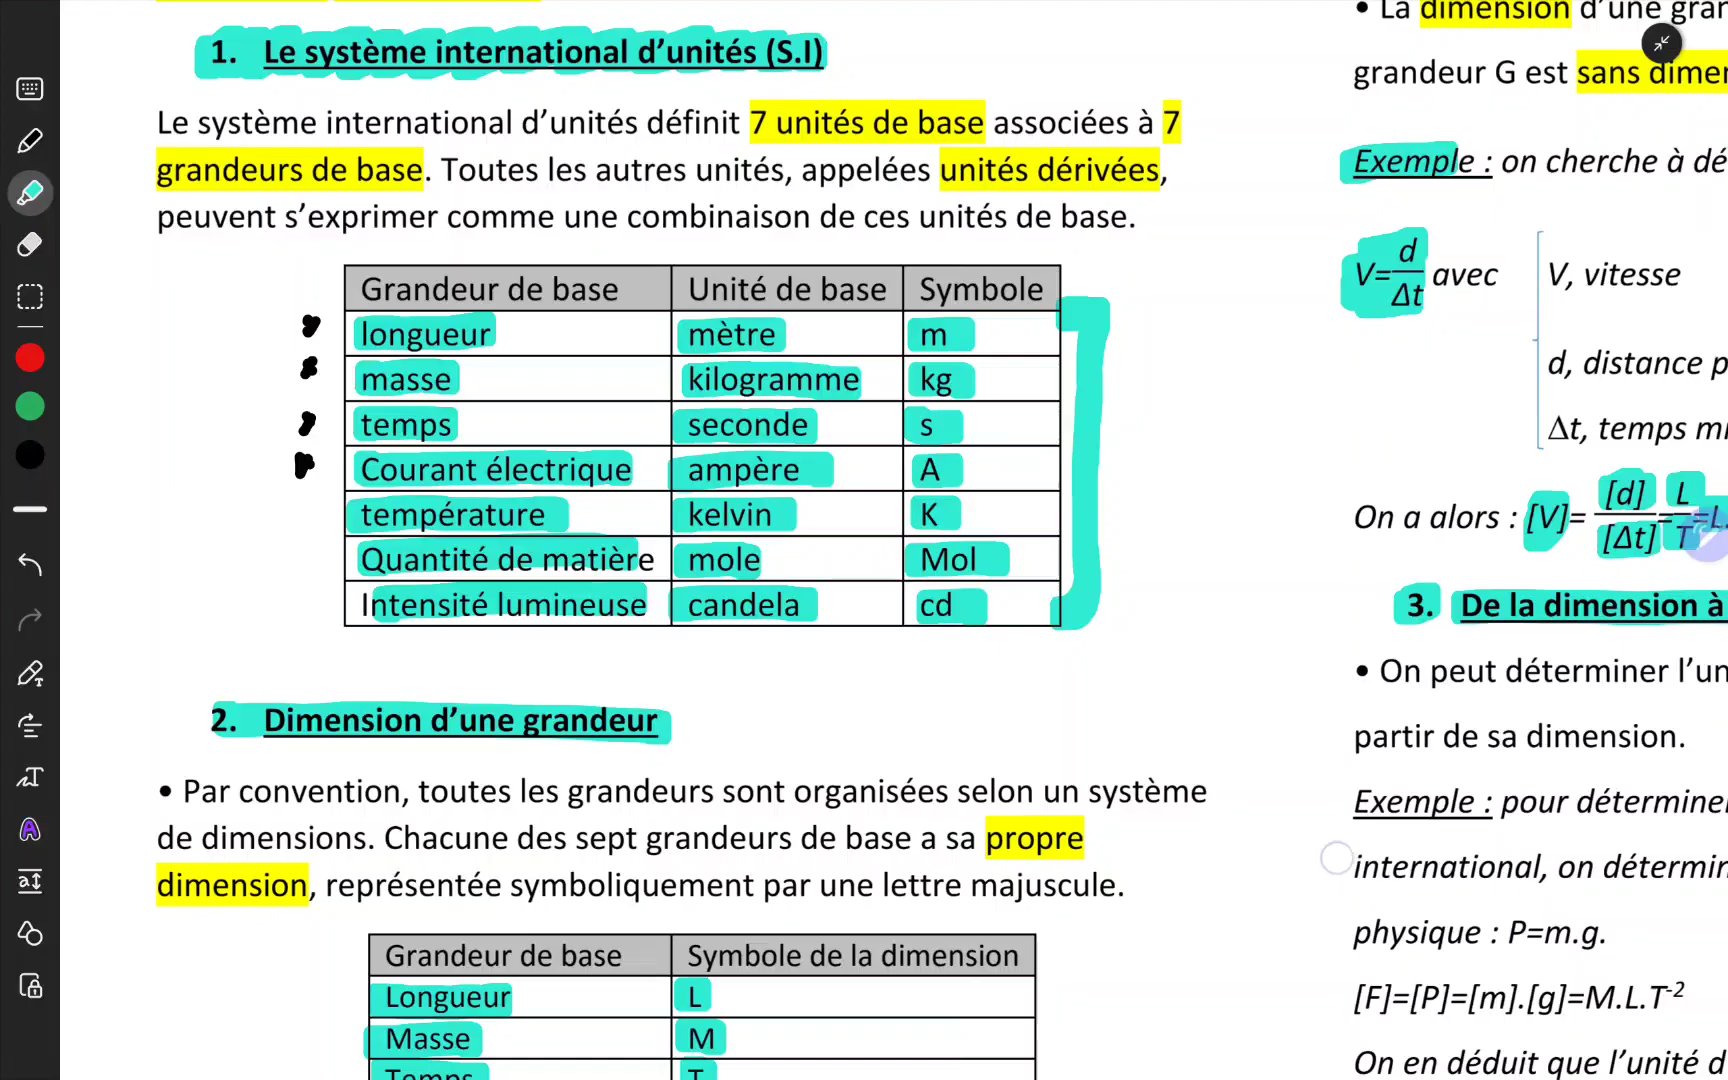 1. Le système international d’unités (S.I)
Le système international d’unités définit 7 unités de base associées à 7
grandeurs de base. Toutes les autres unités, appelées unités dérivées,
peuvent s’exprimer comme une combinaison de ces unités de base.
Grandeur de base Unité de base Symbole
longueur mètre m
masse kilogramme kg
temps seconde s
Courant électrique ampère A
température kelvin K
Quantité de matière mole Mol
Intensité lumineuse candela cd
2. Dimension d’une grandeur
• Par convention, toutes les grandeurs sont organisées selon un système
de dimensions. Chacune des sept grandeurs de base a sa propre
dimension, représentée symboliquement par une lettre majuscule.
Grandeur de base Symbole de la dimension
Longueur L
Masse M
Temps T
• La dimension d’une
grandeur G est sans
Exemple : on cherche à
V=d/Δt avec
V, vitesse
d, distance
Δt, temps
On a alors : [V]= [d]/[Δt]=L/T=L
3. De la dimension à
• On peut déterminer
partir de sa dimension.
Exemple : pour
international, on
physique : P=m.g.
[F]=[P]=[m].[g]=M.L.T-2
On en déduit que l’unité